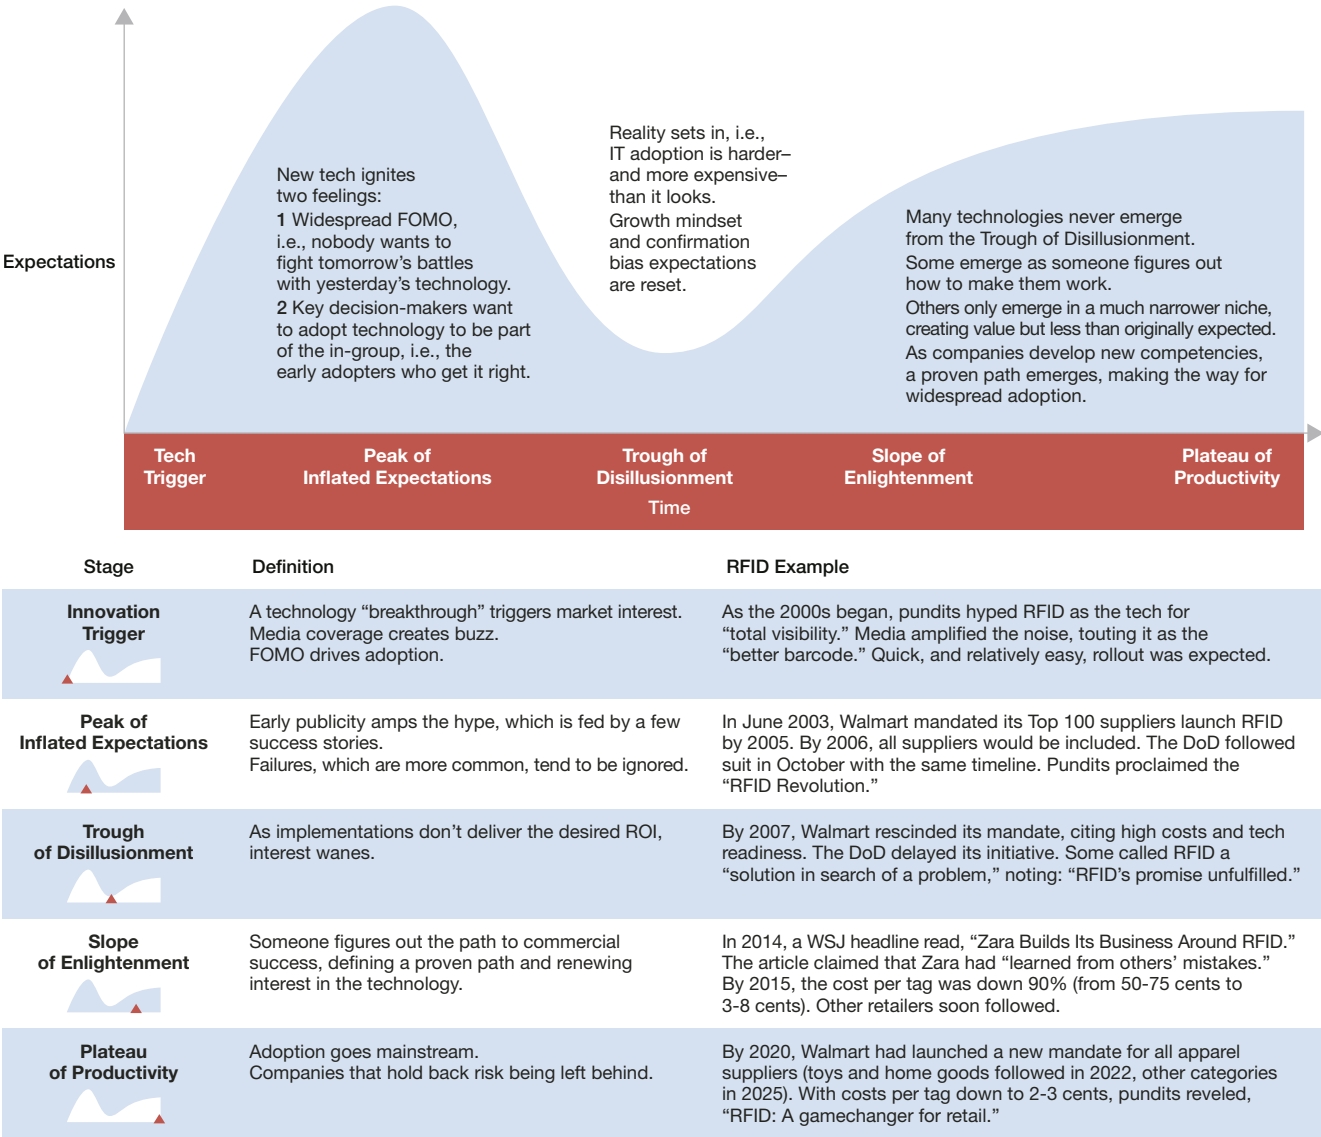 New tech ignites
two feelings:
1 Widespread FOMO,
i.e., nobody wants to
fight tomorrow’s battles
with yesterday’s technology.
2 Key decision-makers want
to adopt technology to be part
of the in-group, i.e., the
early adopters who get it right.
Reality sets in, i.e.,
IT adoption is harder–
and more expensive–
than it looks.
Growth mindset
and confirmation
bias expectations
are reset.
Many technologies never emerge
from the Trough of Disillusionment.
Some emerge as someone figures out
how to make them work.
Others only emerge in a much narrower niche,
creating value but less than originally expected.
As companies develop new competencies,
a proven path emerges, making the way for
widespread adoption.
Expectations
Tech
Trigger
Peak of
Inflated Expectations
Trough of
Disillusionment
Slope of
Enlightenment
Plateau of
Productivity
Time
Stage
Definition
RFID Example
Innovation
Trigger
A technology “breakthrough” triggers market interest.
Media coverage creates buzz.
FOMO drives adoption.
As the 2000s began, pundits hyped RFID as the tech for
“total visibility.” Media amplified the noise, touting it as the
“better barcode.” Quick, and relatively easy, rollout was expected.
Peak of
Inflated Expectations
Early publicity amps the hype, which is fed by a few
success stories.
Failures, which are more common, tend to be ignored.
In June 2003, Walmart mandated its Top 100 suppliers launch RFID
by 2005. By 2006, all suppliers would be included. The DoD followed
suit in October with the same timeline. Pundits proclaimed the
“RFID Revolution.”
Trough
of Disillusionment
As implementations don’t deliver the desired ROI,
interest wanes.
By 2007, Walmart rescinded its mandate, citing high costs and tech
readiness. The DoD delayed its initiative. Some called RFID a
“solution in search of a problem,” noting: “RFID’s promise unfulfilled.”
Slope
of Enlightenment
Someone figures out the path to commercial
success, defining a proven path and renewing
interest in the technology.
In 2014, a WSJ headline read, “Zara Builds Its Business Around RFID.”
The article claimed that Zara had “learned from others’ mistakes.”
By 2015, the cost per tag was down 90% (from 50-75 cents to
3-8 cents). Other retailers soon followed.
Plateau
of Productivity
Adoption goes mainstream.
Companies that hold back risk being left behind.
By 2020, Walmart had launched a new mandate for all apparel
suppliers (toys and home goods followed in 2022, other categories
in 2025). With costs per tag down to 2-3 cents, pundits reveled,
“RFID: A gamechanger for retail.”